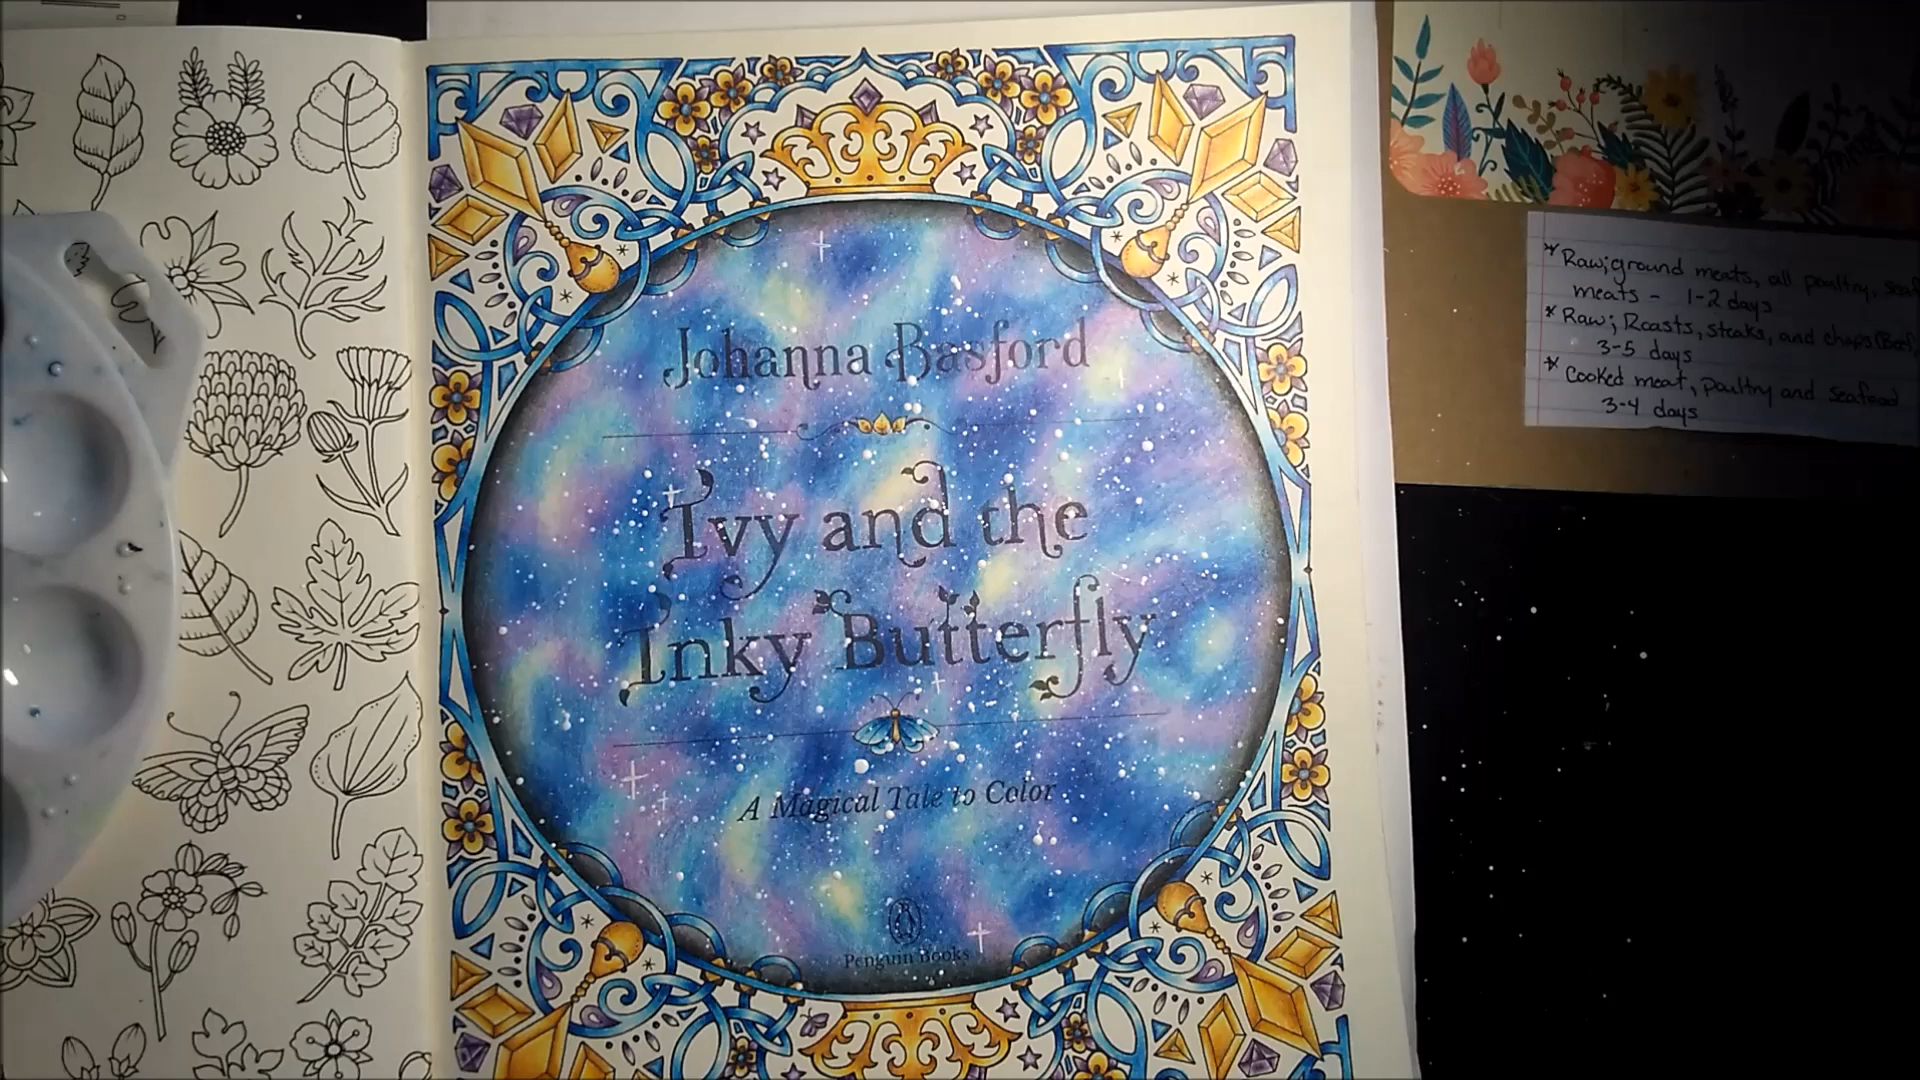 Johanna Basford
Ivy and the
Inky Butterfly
A Magical Tale to Color
Penguin Books
* Raw; ground meats, all poultry,
meats - 1-2 days
* Raw; Roasts, steaks, and chops (Beef,
3-5 days
* Cooked meat, poultry and seafood
3-4 days